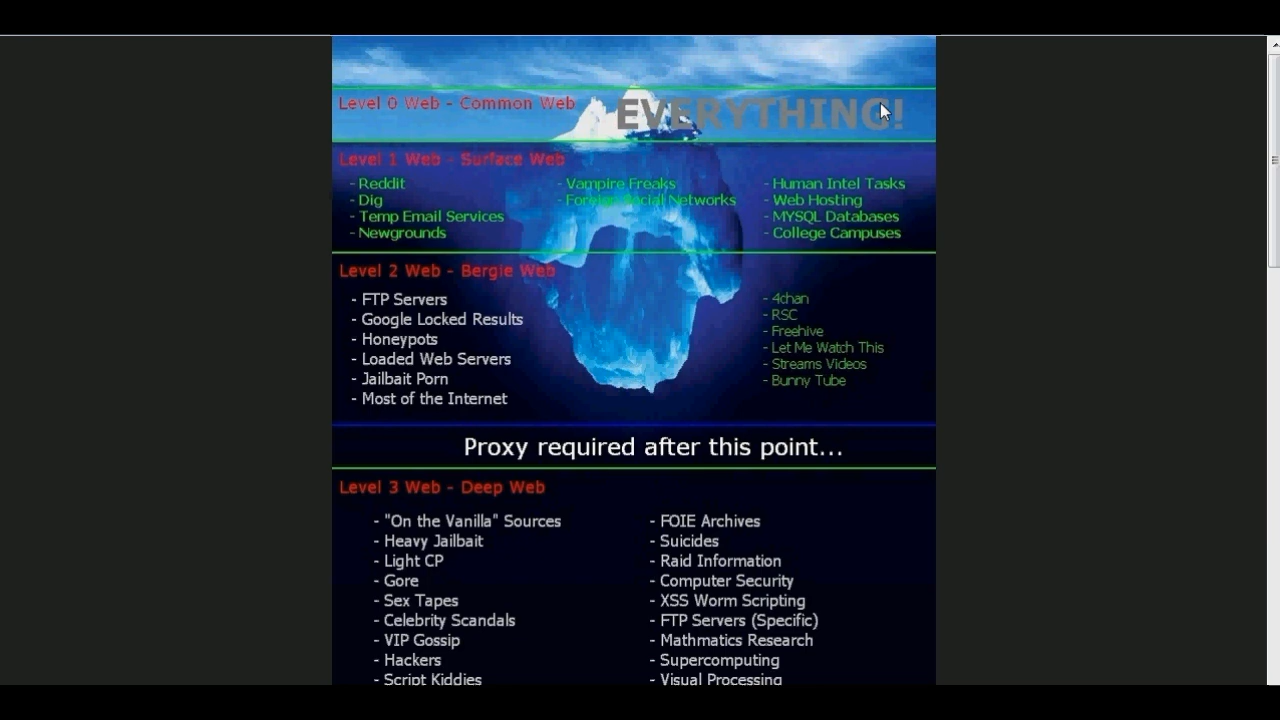 Level 0 Web - Common Web
EVERYTHING!
Level 1 Web - Surface Web
- Reddit
- Dig
- Temp Email Services
- Newgrounds
- Vampire Freaks
- Foreign Social Networks
- Human Intel Tasks
- Web Hosting
- MYSQL Databases
- College Campuses
Level 2 Web - Bergie Web
- FTP Servers
- Google Locked Results
- Honeypots
- Loaded Web Servers
- Jailbait Porn
- Most of the Internet
- 4chan
- RSC
- Freehive
- Let Me Watch This
- Streams Videos
- Bunny Tube
Proxy required after this point...
Level 3 Web - Deep Web
- "On the Vanilla" Sources
- Heavy Jailbait
- Light CP
- Gore
- Sex Tapes
- Celebrity Scandals
- VIP Gossip
- Hackers
- Script Kiddies
- FOIE Archives
- Suicides
- Raid Information
- Computer Security
- XSS Worm Scripting
- FTP Servers (Specific)
- Mathmatics Research
- Supercomputing
- Visual Processing